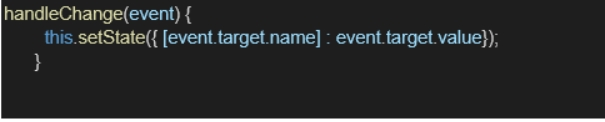 handleChange(event) {
this.setState({ [event.target.name] : event.target.value});
}